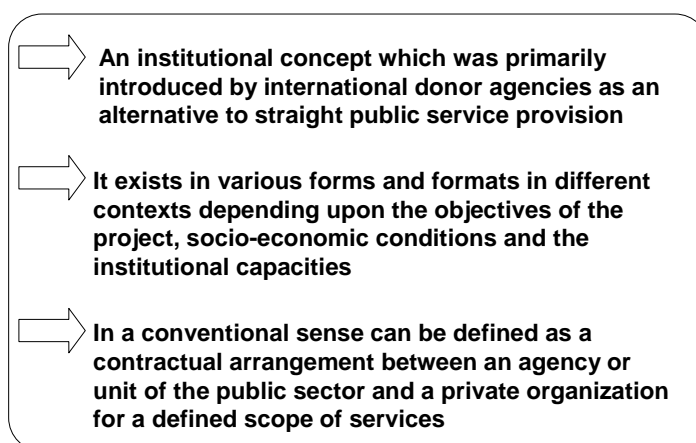 An institutional concept which was primarily
introduced by international donor agencies as an
alternative to straight public service provision
It exists in various forms and formats in different
contexts depending upon the objectives of the
project, socio-economic conditions and the
institutional capacities
In a conventional sense can be defined as a
contractual arrangement between an agency or
unit of the public sector and a private organization
for a defined scope of services